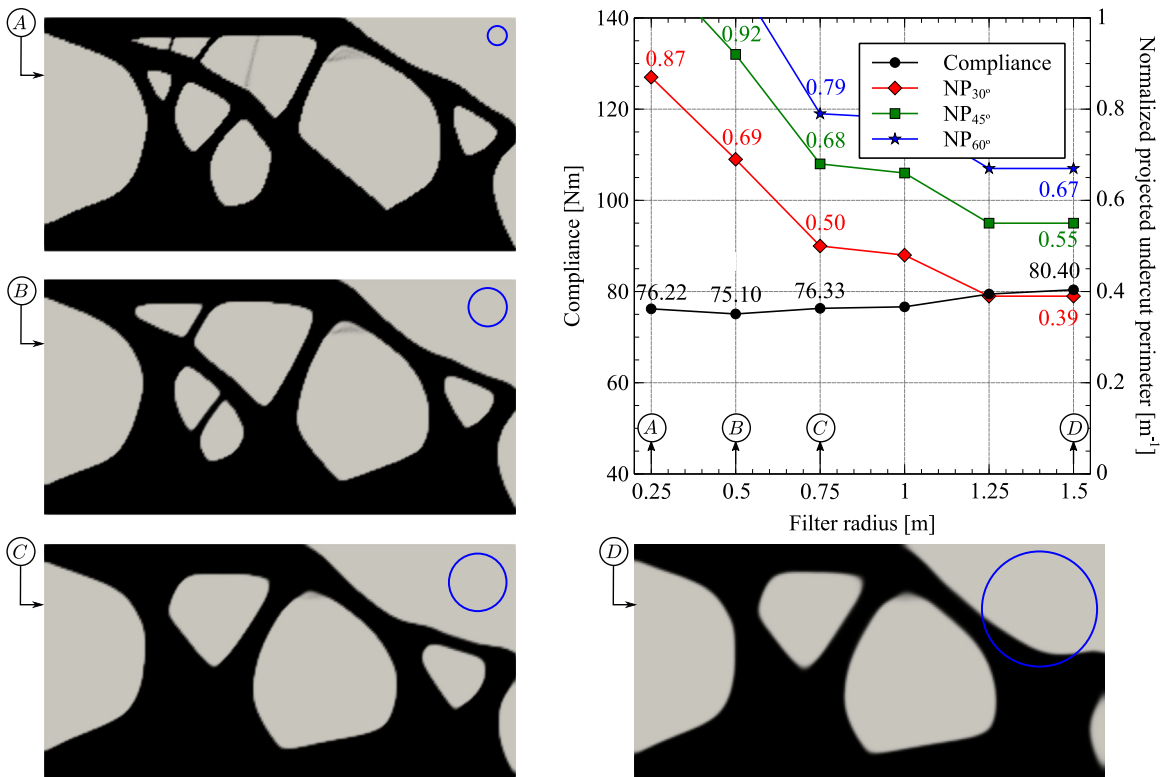 A
B
C
D
140
120
100
80
60
40
Compliance [Nm]
1
0.8
0.6
0.4
0.2
0
Normalized projected undercut perimeter [m⁻¹]
0.25
0.5
0.75
1
1.25
1.5
Filter radius [m]
Compliance
NP30°
NP45°
NP60°
0.92
0.87
0.79
0.69
0.68
0.50
0.67
0.55
80.40
76.22
75.10
76.33
0.39
A
B
C
D